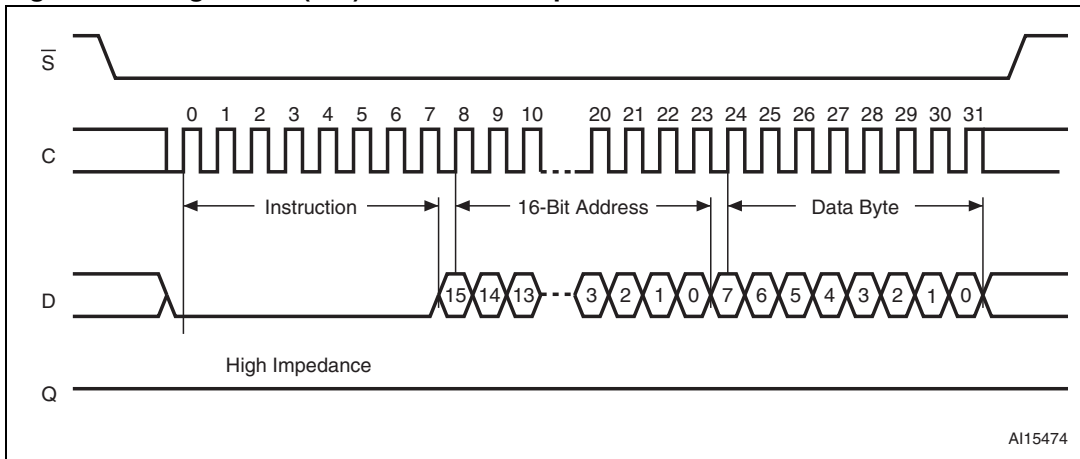 S
0 1 2 3 4 5 6 7 8 9 10 20 21 22 23 24 25 26 27 28 29 30 31
C
Instruction 16-Bit Address Data Byte
D 15 14 13 3 2 1 0 7 6 5 4 3 2 1 0
High Impedance
Q
AI15474